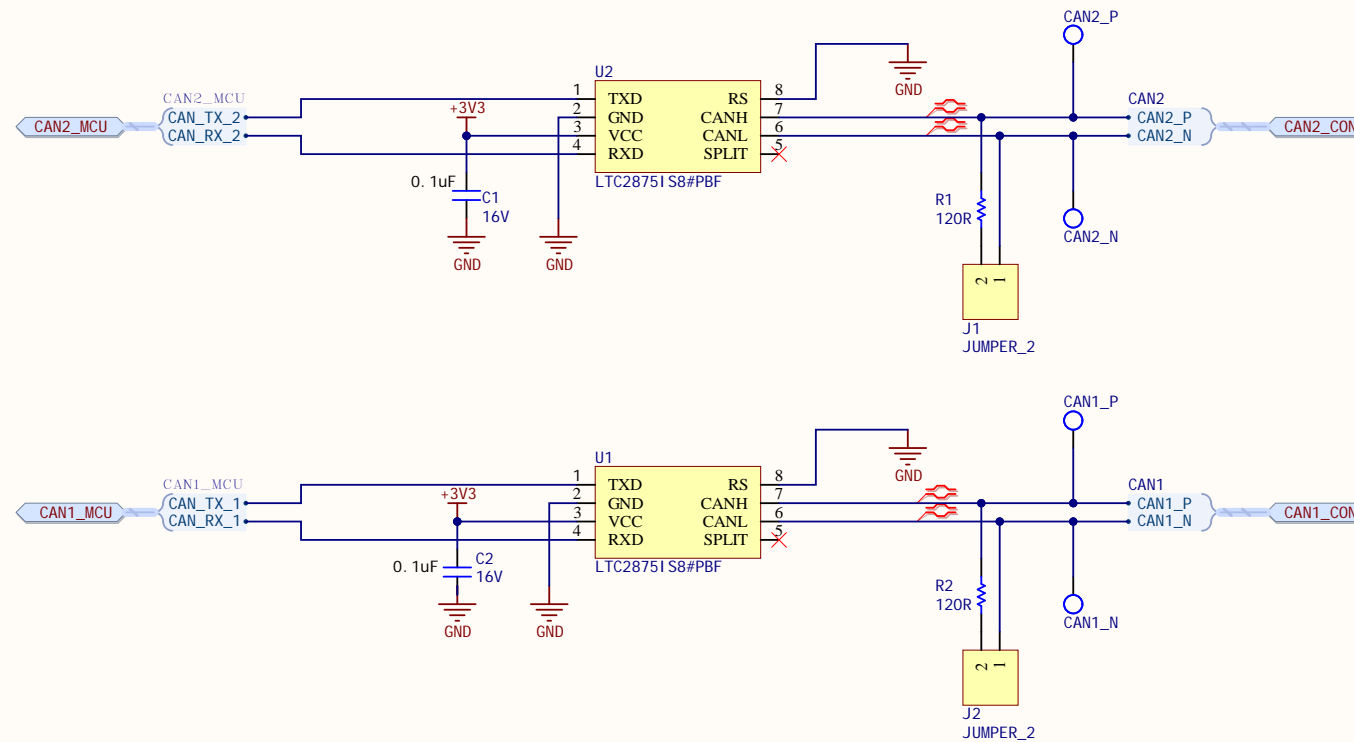 CAN2_P
U2
GND
CAN2_MCU
CAN2_MCU
CAN_TX_2
CAN_RX_2
+3V3
1 TXD
2 GND
3 VCC
4 RXD
RS 8
CANH 7
CANL 6
SPLIT 5
LTC2875IS8#PBF
CAN2
CAN2_P
CAN2_N
CAN2_CON
0.1uF
C1
16V
GND
GND
R1
120R
CAN2_N
2 1
J1
JUMPER_2
CAN1_P
U1
GND
CAN1_MCU
CAN1_MCU
CAN_TX_1
CAN_RX_1
+3V3
1 TXD
2 GND
3 VCC
4 RXD
RS 8
CANH 7
CANL 6
SPLIT 5
LTC2875IS8#PBF
CAN1
CAN1_P
CAN1_N
CAN1_CON
0.1uF
C2
16V
GND
GND
R2
120R
CAN1_N
2 1
J2
JUMPER_2